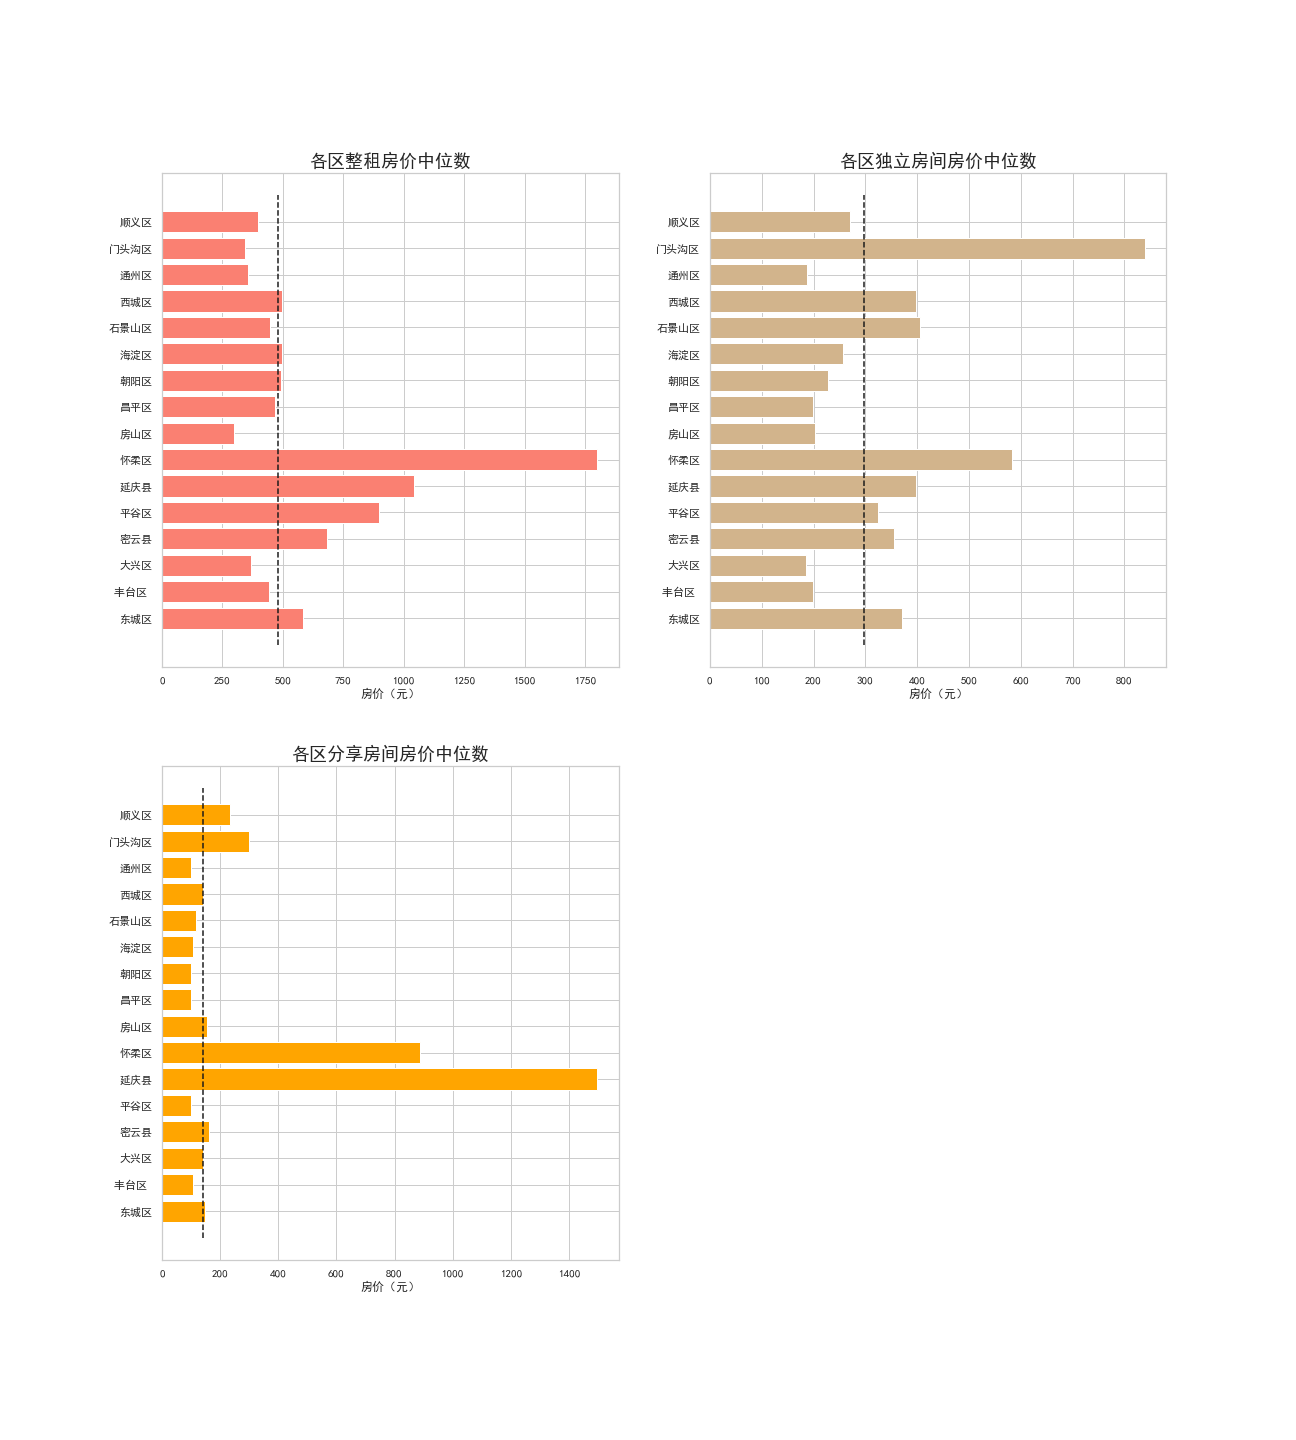 各区整租房价中位数
顺义区
门头沟区
通州区
西城区
石景山区
海淀区
朝阳区
昌平区
房山区
怀柔区
延庆县
平谷区
密云县
大兴区
丰台区
东城区
0 250 500 750 1000 1250 1500 1750
房价（元）
各区独立房间房价中位数
顺义区
门头沟区
通州区
西城区
石景山区
海淀区
朝阳区
昌平区
房山区
怀柔区
延庆县
平谷区
密云县
大兴区
丰台区
东城区
0 100 200 300 400 500 600 700 800
房价（元）
各区分享房间房价中位数
顺义区
门头沟区
通州区
西城区
石景山区
海淀区
朝阳区
昌平区
房山区
怀柔区
延庆县
平谷区
密云县
大兴区
丰台区
东城区
0 200 400 600 800 1000 1200 1400
房价（元）